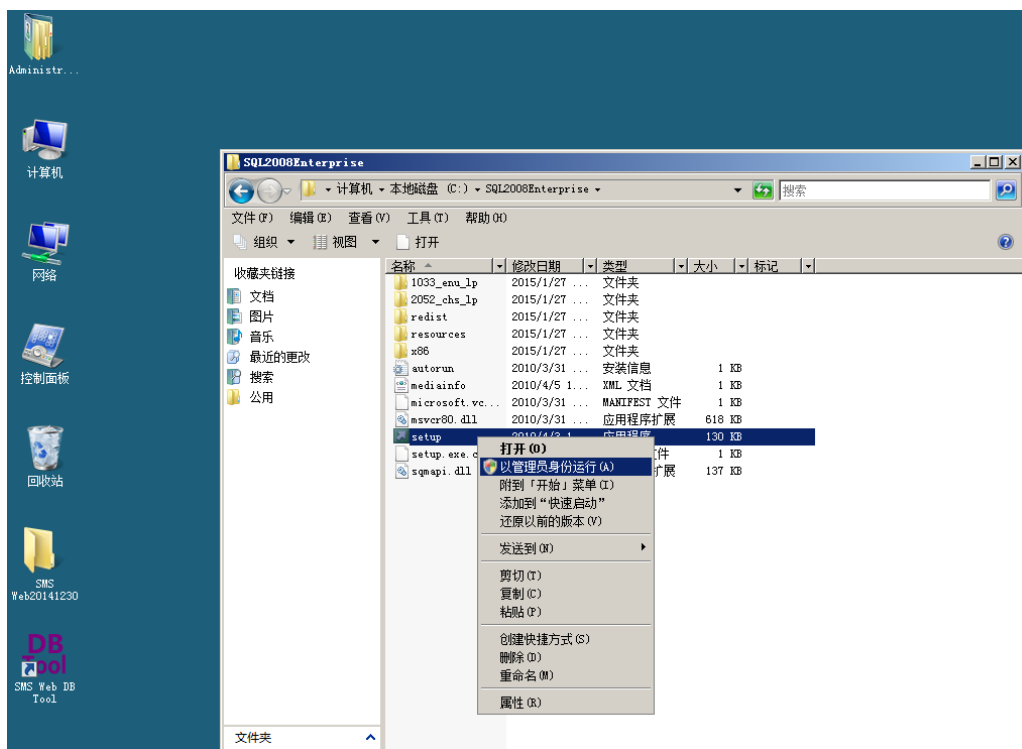 Administr...
计算机
网络
控制面板
回收站
SMS
Web20141230
DB
Tool
SMS Web DB
Tool
SQL2008Enterprise
计算机 本地磁盘 (C:) SQL2008Enterprise
搜索
文件(F) 编辑(E) 查看(V) 工具(T) 帮助(H)
组织 视图 打开
收藏夹链接
文档
图片
音乐
最近的更改
搜索
公用
文件夹
名称 修改日期 类型 大小 标记
1033_enu_lp 2015/1/27 ... 文件夹
2052_chs_lp 2015/1/27 ... 文件夹
redist 2015/1/27 ... 文件夹
resources 2015/1/27 ... 文件夹
x86 2015/1/27 ... 文件夹
autorun 2010/3/31 ... 安装信息 1 KB
mediainfo 2010/4/5 1... XML 文档 1 KB
microsoft.vc... 2010/3/31 ... MANIFEST 文件 1 KB
msvcr80.dll 2010/3/31 ... 应用程序扩展 618 KB
setup 2010/4/3 1... 应用程序 130 KB
setup.exe.c 件 1 KB
sqmapi.dll 扩展 137 KB
打开(O)
以管理员身份运行(A)
附到「开始」菜单(I)
添加到“快速启动”
还原以前的版本(V)
发送到(N)
剪切(T)
复制(C)
粘贴(P)
创建快捷方式(S)
删除(D)
重命名(M)
属性(R)